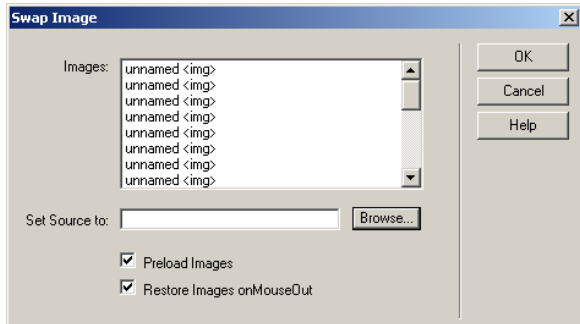 Swap Image
Images:
unnamed <img>
unnamed <img>
unnamed <img>
unnamed <img>
unnamed <img>
unnamed <img>
unnamed <img>
unnamed <img>
Set Source to:
Browse...
Preload Images
Restore Images onMouseOut
OK
Cancel
Help